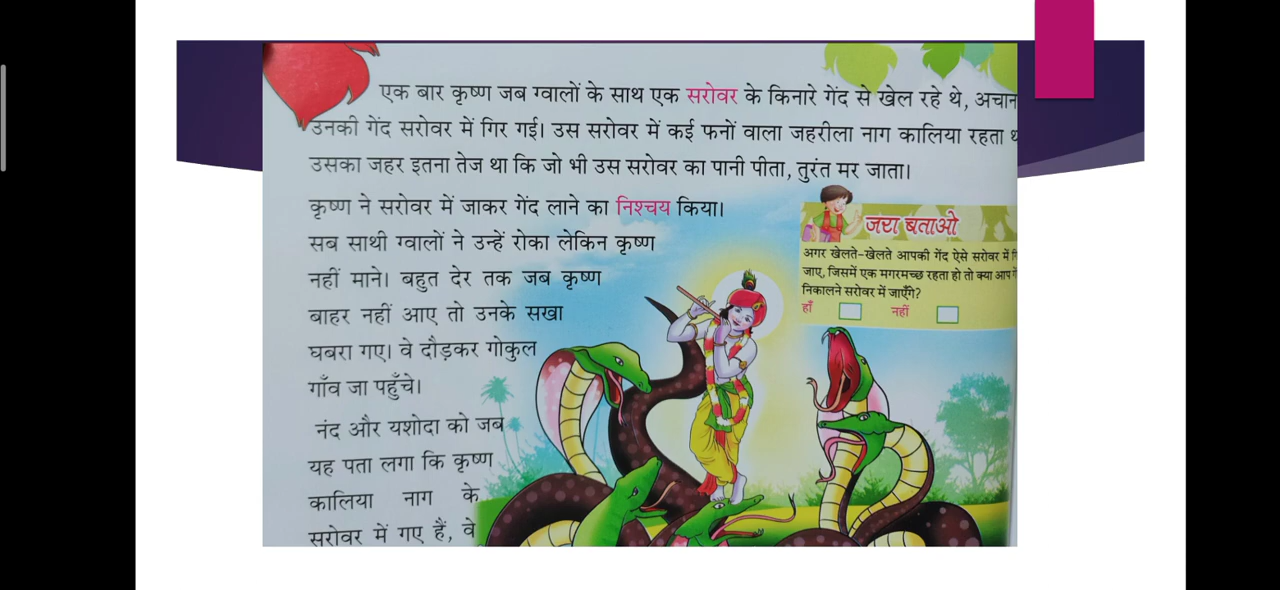 एक बार कृष्ण जब ग्वालों के साथ एक सरोवर के किनारे गेंद से खेल रहे थे,
उनकी गेंद सरोवर में गिर गई। उस सरोवर में कई फनों वाला जहरीला नाग कालिया रहता
उसका जहर इतना तेज था कि जो भी उस सरोवर का पानी पीता, तुरंत मर जाता।
कृष्ण ने सरोवर में जाकर गेंद लाने का निश्चय किया।
सब साथी ग्वालों ने उन्हें रोका लेकिन कृष्ण
नहीं माने। बहुत देर तक जब कृष्ण
बाहर नहीं आए तो उनके सखा
घबरा गए। वे दौड़कर गोकुल
गाँव जा पहुँचे।
नंद और यशोदा को जब
यह पता लगा कि कृष्ण
कालिया नाग के
सरोवर में गए हैं, वे
जरा बताओ
अगर खेलते-खेलते आपकी गेंद ऐसे सरोवर में
जाए, जिसमें एक मगरमच्छ रहता हो तो क्या आप
निकालने सरोवर में जाएँगे?
हाँ नहीं